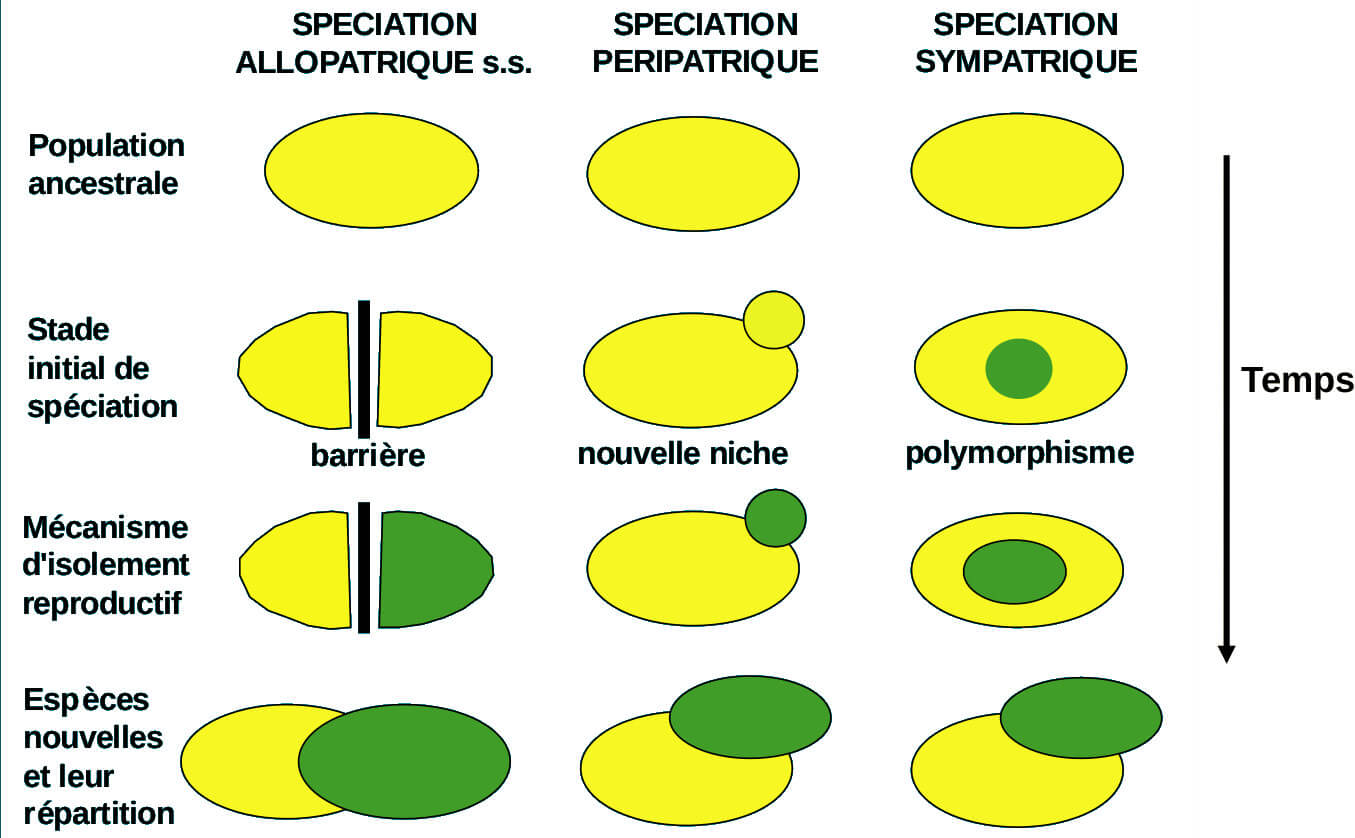 SPECIATION
ALLOPATRIQUE s.s.
SPECIATION
PERIPATRIQUE
SPECIATION
SYMPATRIQUE
Population
ancestrale
Stade
initial de
spéciation
barrière
nouvelle niche
polymorphisme
Temps
Mécanisme
d'isolement
reproductif
Espèces
nouvelles
et leur
répartition